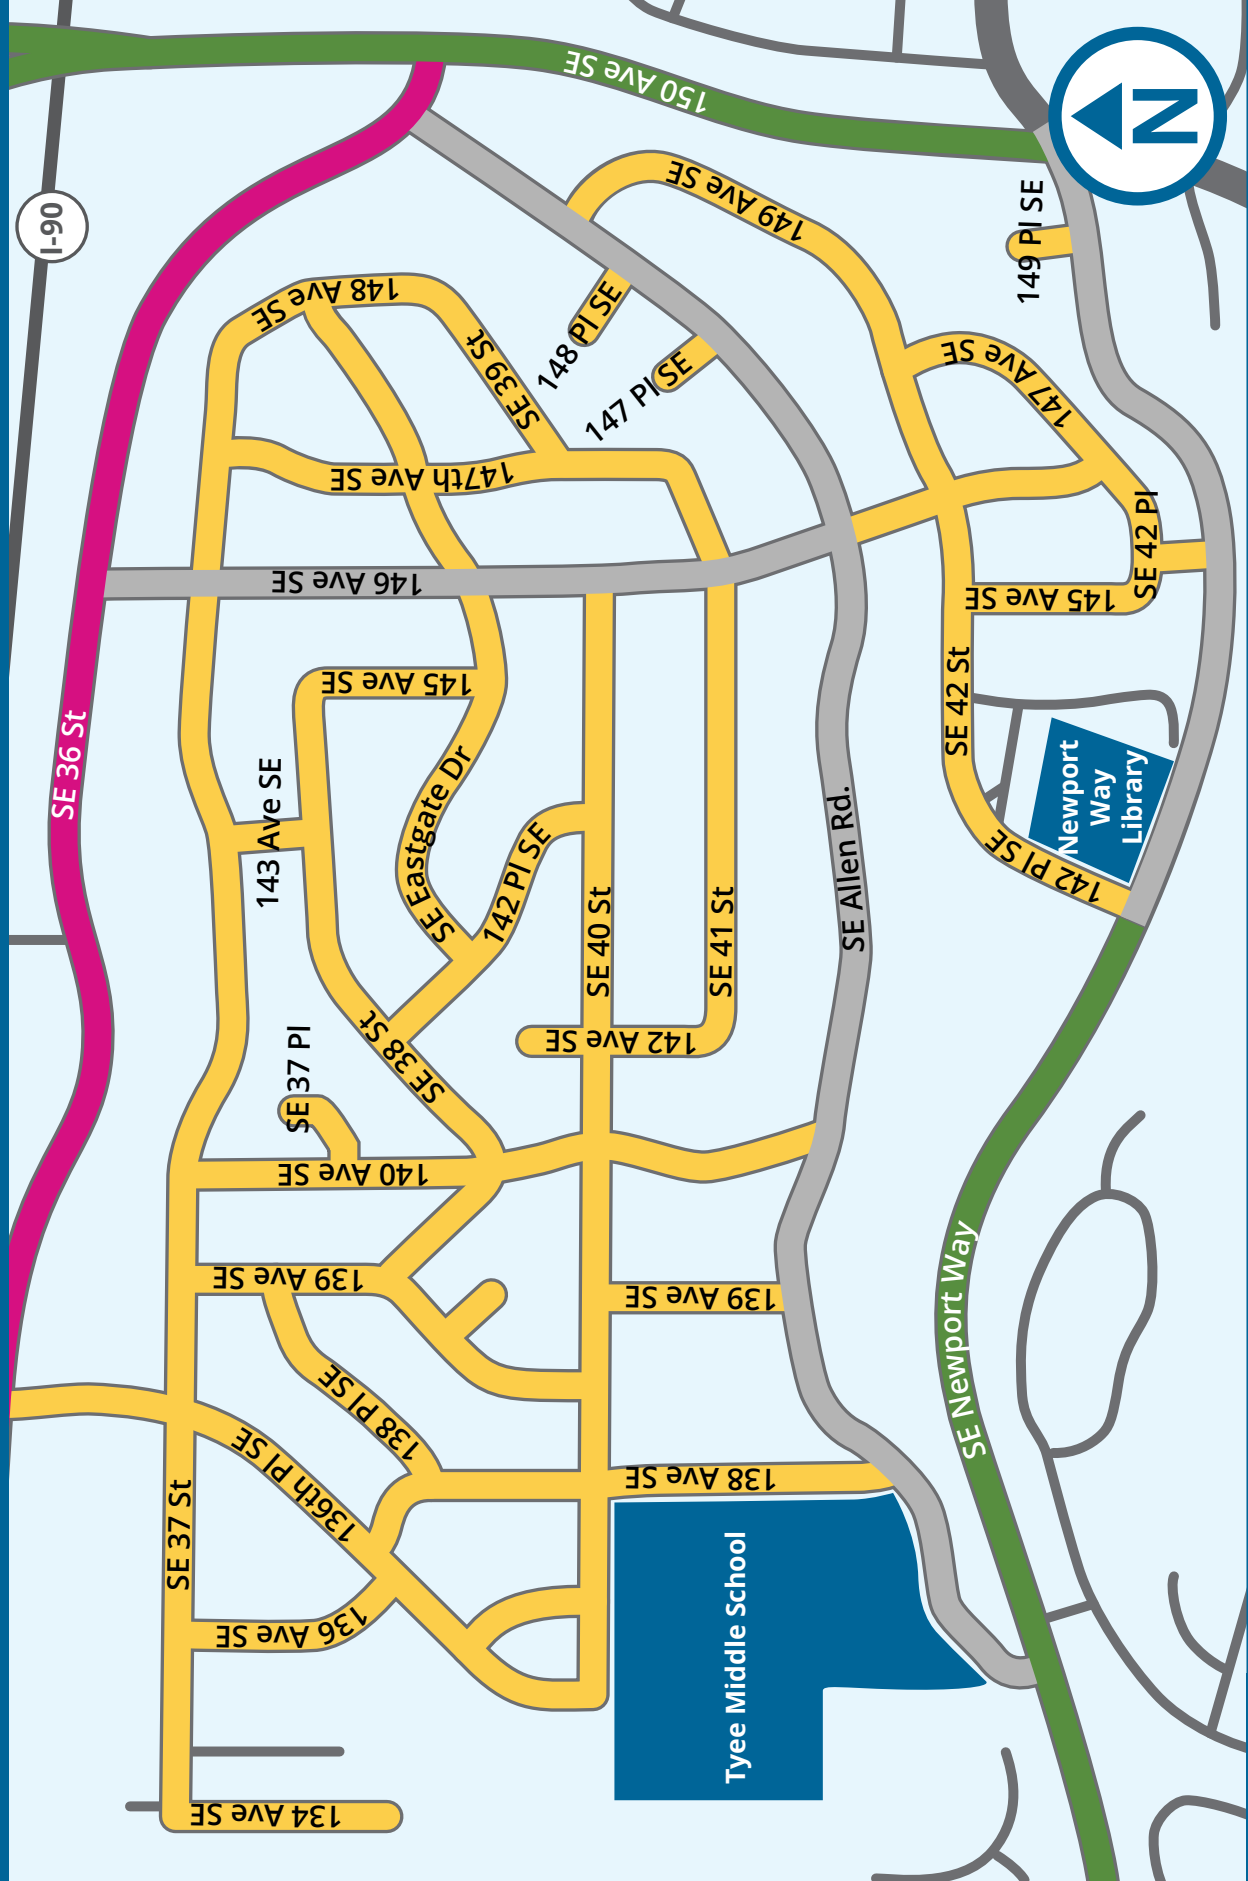 150 Ave SE
N
I-90
149 Ave SE
149 Pl SE
148 Ave SE
148 Pl SE
SE 39 St
147 Pl SE
147 Ave SE
147th Ave SE
146 Ave SE
SE 42 Pl
145 Ave SE
SE 36 St
145 Ave SE
SE 42 St
Newport
Way
Library
143 Ave SE
SE Eastgate Dr
142 Pl SE
SE Allen Rd.
142 Pl SE
SE 40 St
SE 41 St
SE 37 Pl
SE 38 St
142 Ave SE
140 Ave SE
139 Ave SE
139 Ave SE
SE Newport Way
138 Pl SE
136th Pl SE
138 Ave SE
SE 37 St
136 Ave SE
Tyee Middle School
134 Ave SE